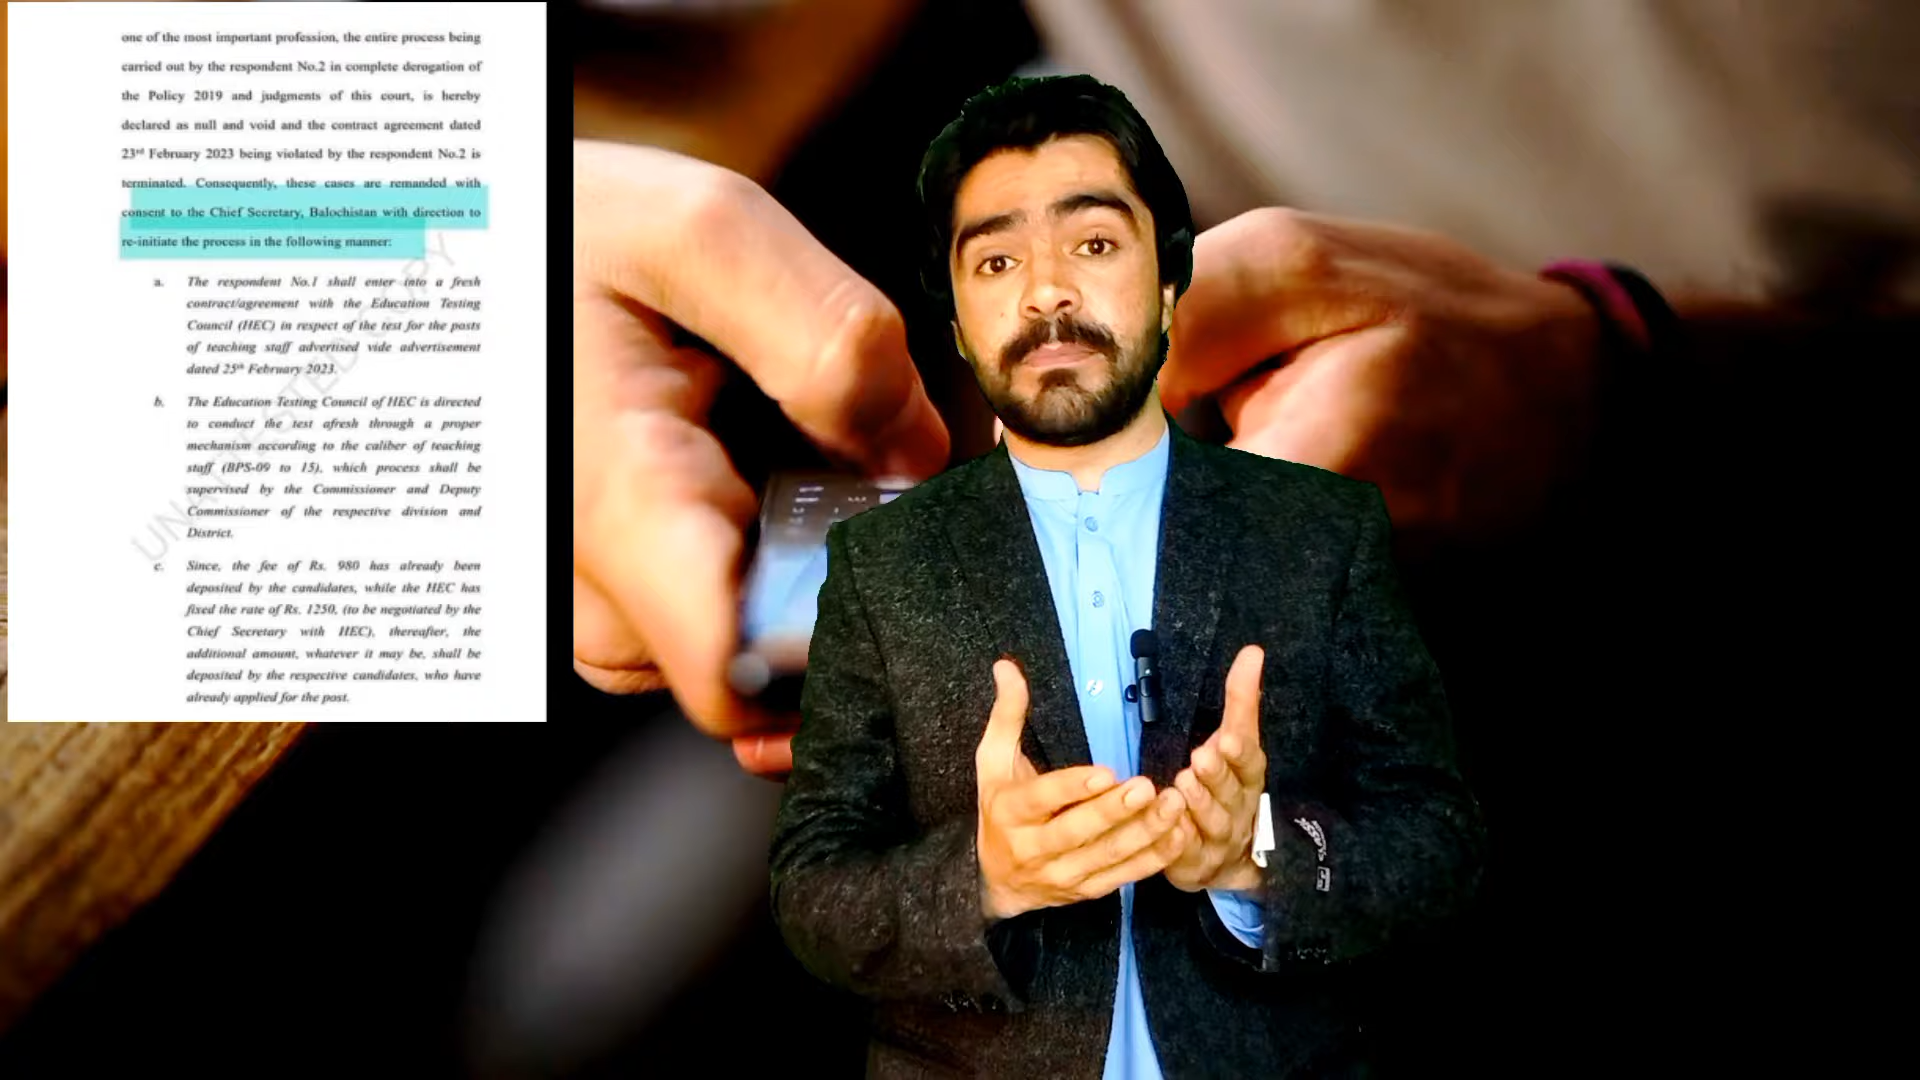 one of the most important profession, the entire process being
carried out by the respondent No.2 in complete derogation of
the Policy 2019 and judgments of this court, is hereby
declared as null and void and the contract agreement dated
23rd February 2023 being violated by the respondent No.2 is
terminated. Consequently, these cases are remanded with
consent to the Chief Secretary, Balochistan with direction to
re-initiate the process in the following manner:
a. The respondent No.1 shall enter into a fresh
contract/agreement with the Education Testing
Council (HEC) in respect of the test for the posts
of teaching staff advertised vide advertisement
dated 25th February 2023.
b. The Education Testing Council of HEC is directed
to conduct the test afresh through a proper
mechanism according to the caliber of teaching
staff (BPS-09 to 15), which process shall be
supervised by the Commissioner and Deputy
Commissioner of the respective division and
District.
c. Since, the fee of Rs. 980 has already been
deposited by the candidates, while the HEC has
fixed the rate of Rs. 1250, (to be negotiated by the
Chief Secretary with HEC), thereafter, the
additional amount, whatever it may be, shall be
deposited by the respective candidates, who have
already applied for the post.
UNATTESTED COPY